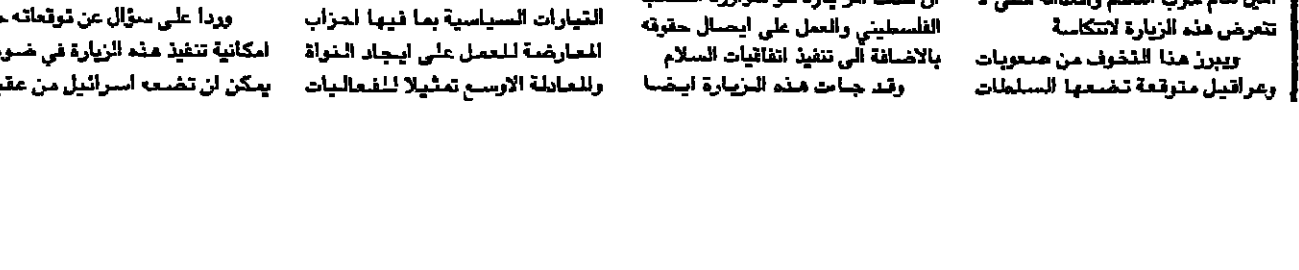 تتعرض هذه الزيارة لانتكاسة
ويبرز هذا التخوف من صعوبات
وعراقيل متوقعة تضعها السلطات
الفلسطيني والعمل على ايصال حقوقه
بالاضافة الى تنفيذ اتفاقيات السلام
وقد جاءت هذه الزيارة ايضا
التيارات السياسية بما فيها احزاب
المعارضة للعمل على ايجاد النواة
وللمعادلة الاوسع تمثيلا للفعاليات
وردا على سؤال عن توقعاته
امكانية تنفيذ هذه الزيارة في
يمكن ان تضعه اسرائيل من